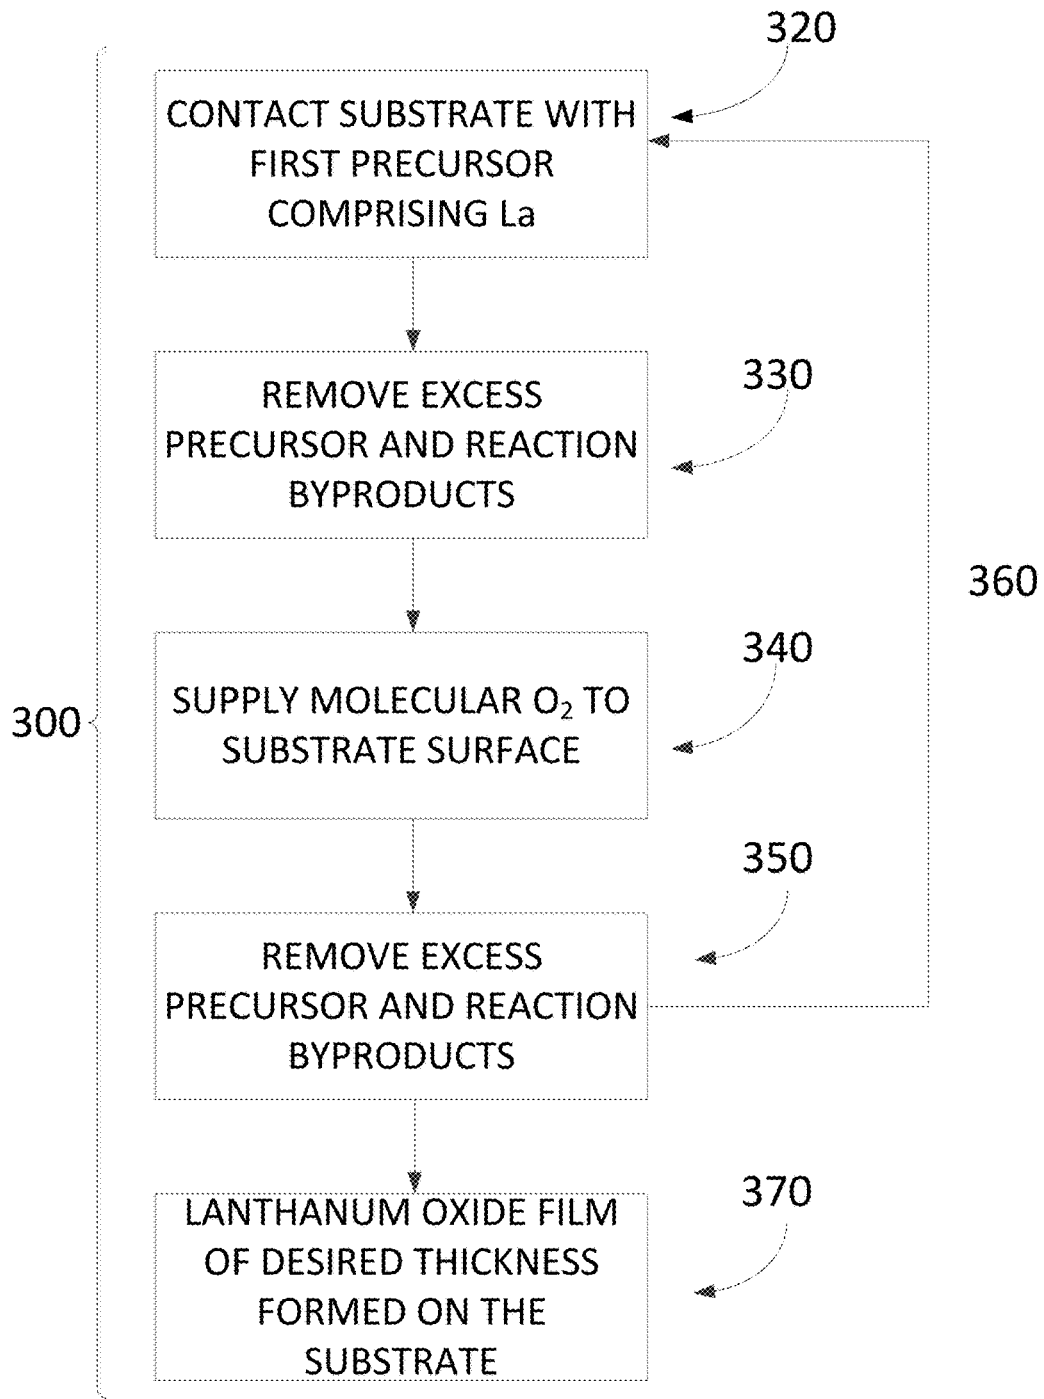 320
CONTACT SUBSTRATE WITH
FIRST PRECURSOR
COMPRISING La
330
REMOVE EXCESS
PRECURSOR AND REACTION
BYPRODUCTS
360
340
SUPPLY MOLECULAR O₂ TO
SUBSTRATE SURFACE
300
350
REMOVE EXCESS
PRECURSOR AND REACTION
BYPRODUCTS
370
LANTHANUM OXIDE FILM
OF DESIRED THICKNESS
FORMED ON THE
SUBSTRATE